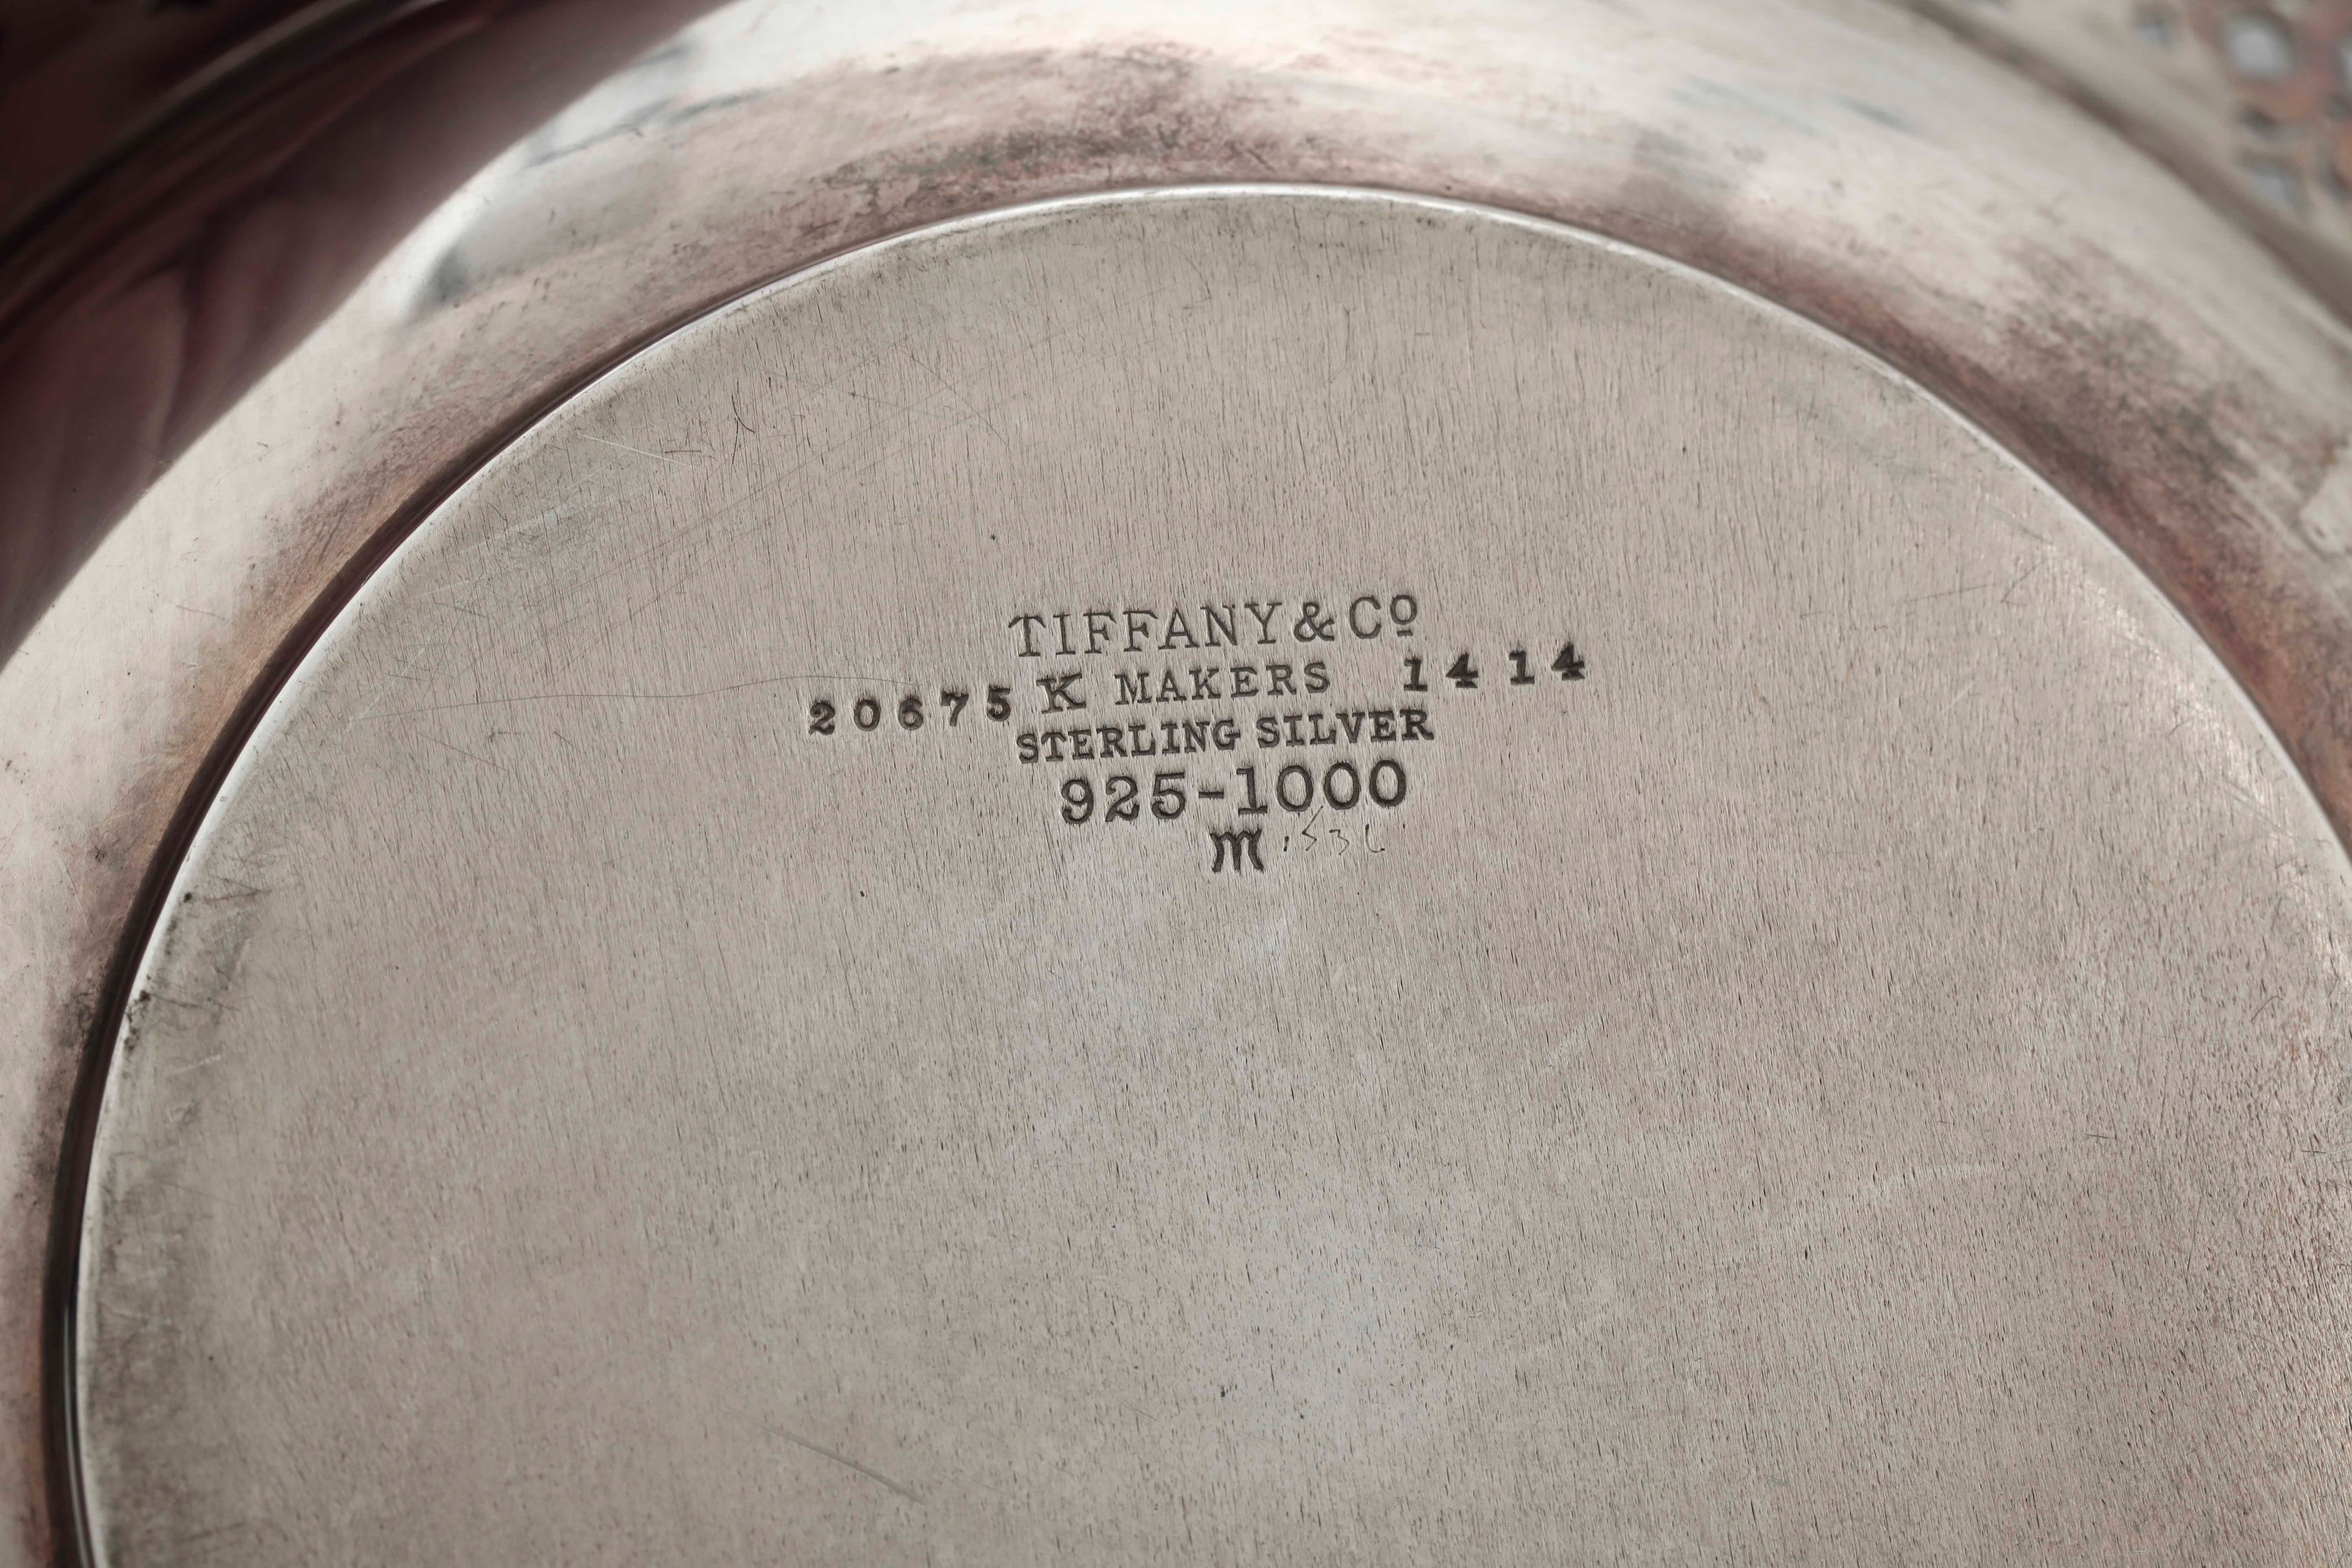 TIFFANY & Cº
20675 K MAKERS 1414
STERLING SILVER
925-1000
m